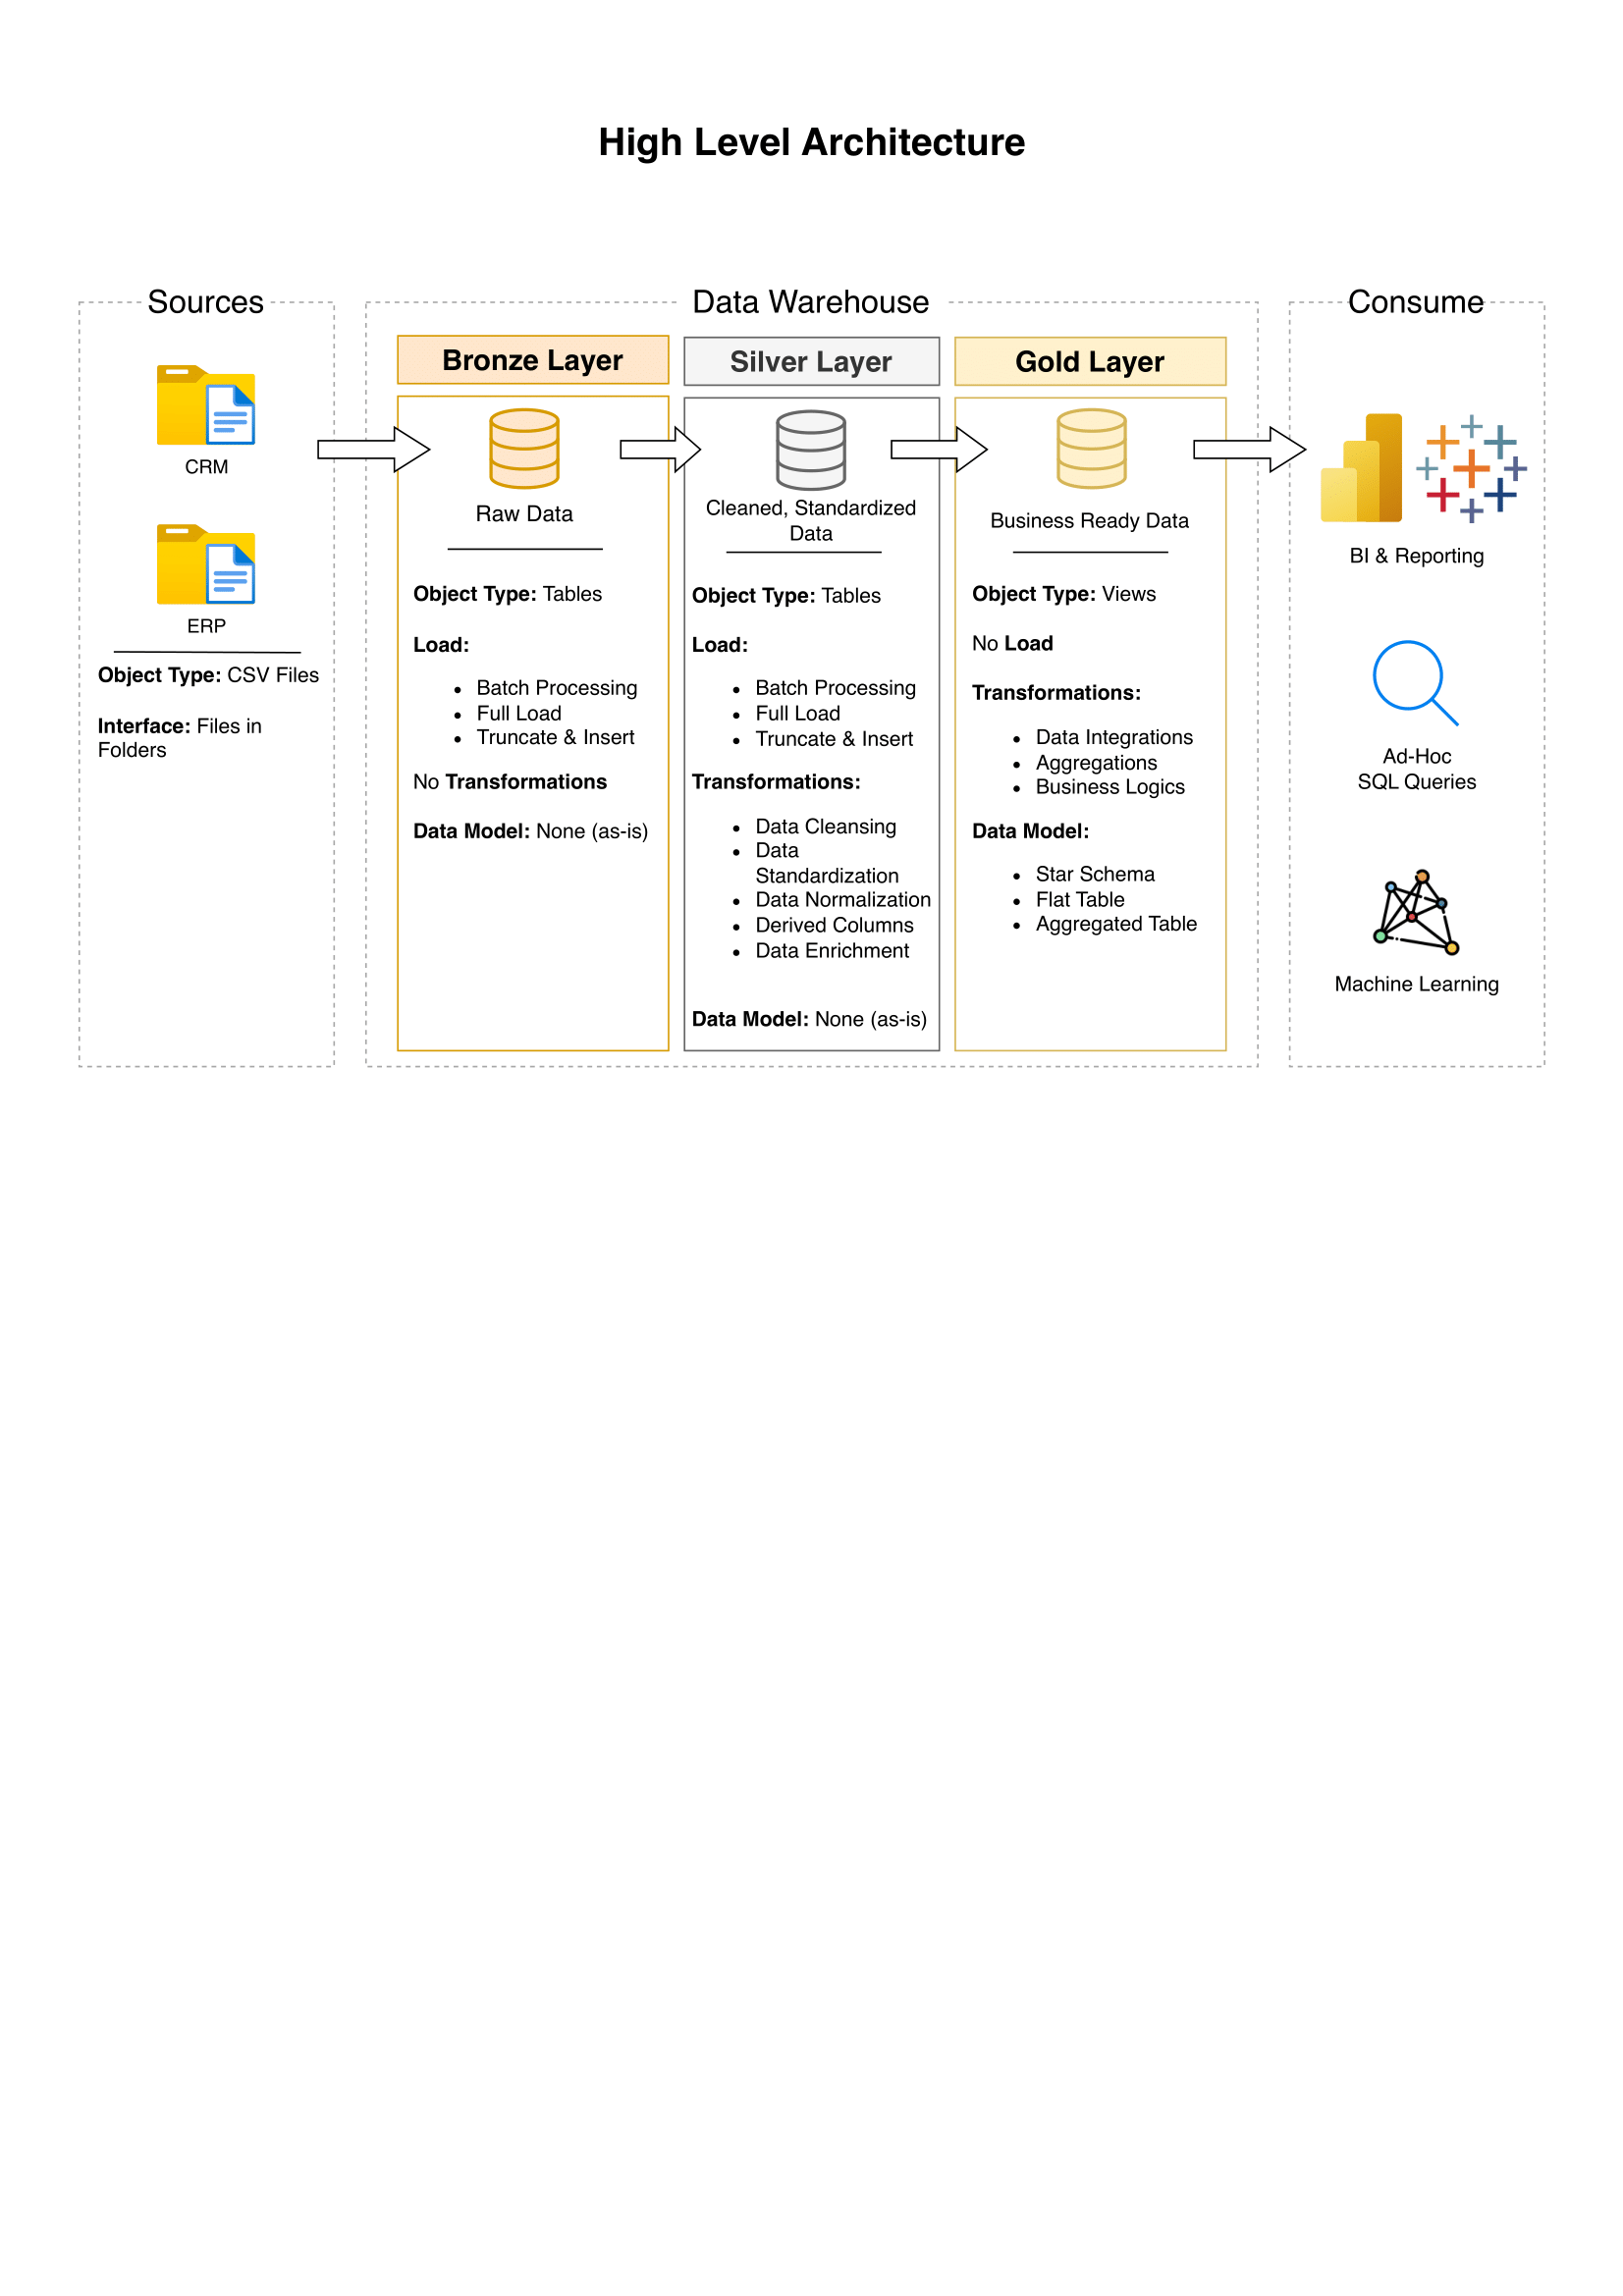 High Level Architecture
Sources
CRM
ERP
Object Type: CSV Files
Interface: Files in
Folders
Data Warehouse
Bronze Layer
Raw Data
Object Type: Tables
Load:
• Batch Processing
• Full Load
• Truncate & Insert
No Transformations
Data Model: None (as-is)
Silver Layer
Cleaned, Standardized
Data
Object Type: Tables
Load:
• Batch Processing
• Full Load
• Truncate & Insert
Transformations:
• Data Cleansing
• Data
Standardization
• Data Normalization
• Derived Columns
• Data Enrichment
Data Model: None (as-is)
Gold Layer
Business Ready Data
Object Type: Views
No Load
Transformations:
• Data Integrations
• Aggregations
• Business Logics
Data Model:
• Star Schema
• Flat Table
• Aggregated Table
Consume
BI & Reporting
Ad-Hoc
SQL Queries
Machine Learning